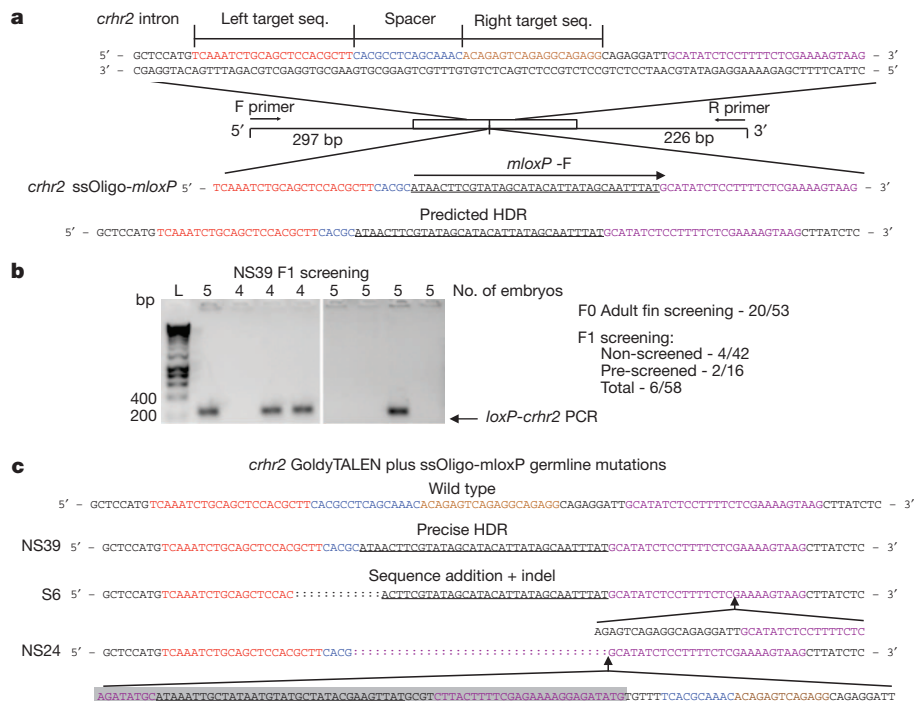 a
crhr2 intron Left target seq. Spacer Right target seq.
5′ - GCTCCATGTCAAATCTGCAGCTCCACGCTTCACGCCTCAGCAAACACAGAGTCAGAGGCAGAGGCAGAGGATTGCATATCTCCTTTTCTCGAAAAGTAAG - 3′
3′ - CGAGGTACAGTTTAGACGTCGAGGTGCGAAGTGCGGAGTCGTTTGTGTCTCAGTCTCCGTCTCCGTCTCCTAACGTATAGAGGAAAAGAGCTTTTCATTC - 5′
F primer R primer
5′ 297 bp 226 bp 3′
mloxP -F
crhr2 ssOligo-mloxP 5′ - TCAAATCTGCAGCTCCACGCTTCACGCATAACTTCGTATAGCATACATTATAGCAATTTATGCATATCTCCTTTTCTCGAAAAGTAAG - 3′
Predicted HDR
5′ - GCTCCATGTCAAATCTGCAGCTCCACGCTTCACGCATAACTTCGTATAGCATACATTATAGCAATTTATGCATATCTCCTTTTCTCGAAAAGTAAGCTTATCTC - 3′
b
NS39 F1 screening
bp L 5 4 4 4 5 5 5 5 No. of embryos
400
200
loxP-crhr2 PCR
F0 Adult fin screening - 20/53
F1 screening:
Non-screened - 4/42
Pre-screened - 2/16
Total - 6/58
c
crhr2 GoldyTALEN plus ssOligo-mloxP germline mutations
Wild type
5′ - GCTCCATGTCAAATCTGCAGCTCCACGCTTCACGCCTCAGCAAACACAGAGTCAGAGGCAGAGGCAGAGGATTGCATATCTCCTTTTCTCGAAAAGTAAGCTTATCTC - 3′
Precise HDR
NS39 5′ - GCTCCATGTCAAATCTGCAGCTCCACGCTTCACGCATAACTTCGTATAGCATACATTATAGCAATTTATGCATATCTCCTTTTCTCGAAAAGTAAGCTTATCTC - 3′
Sequence addition + indel
S6 5′ - GCTCCATGTCAAATCTGCAGCTCCAC::::::::::::ACTTCGTATAGCATACATTATAGCAATTTATGCATATCTCCTTTTCTCGAAAAGTAAGCTTATCTC - 3′
AGAGTCAGAGGCAGAGGATTGCATATCTCCTTTTCTC
NS24 5′ - GCTCCATGTCAAATCTGCAGCTCCACGCTTCACG:::::::::::::::::::::::::::::::::::GCATATCTCCTTTTCTCGAAAAGTAAGCTTATCTC - 3′
AGATATGCATAAATTGCTATAATGTATGCTATACGAAGTTATGCGTCTTACTTTTCGAGAAAAGGAGATATGTGTTTTCACGCAAACACAGAGTCAGAGGCAGAGGATT